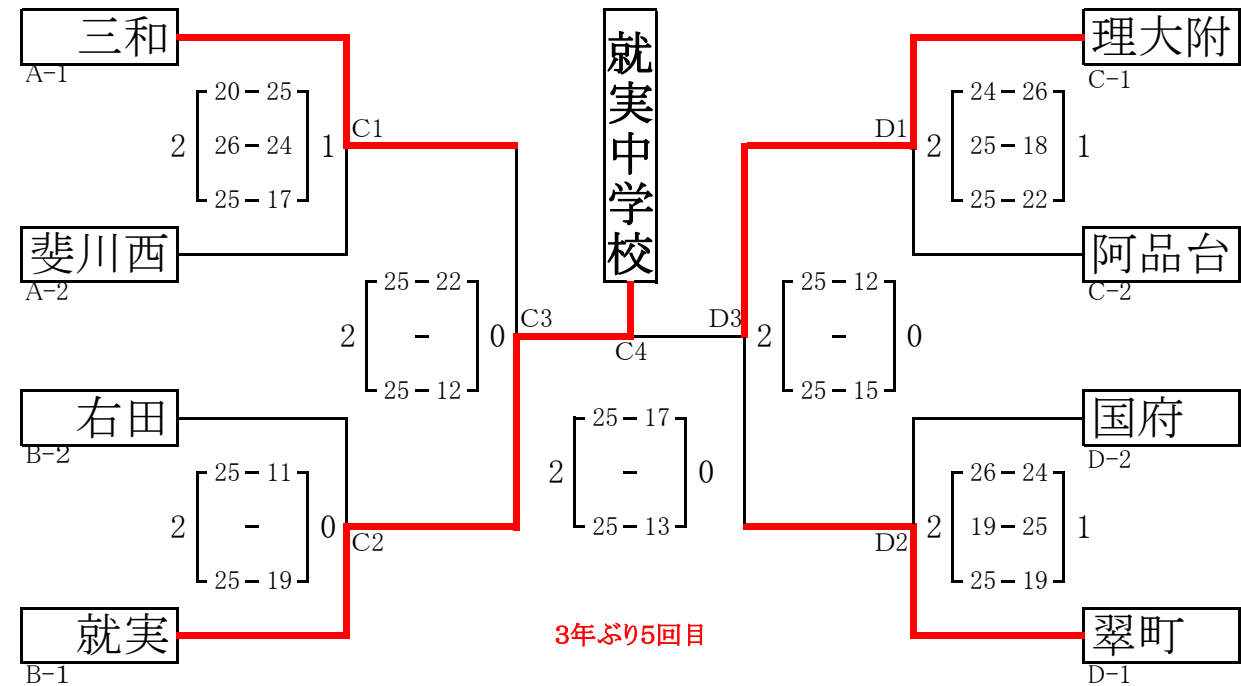 三和
A-1
20-25
2
26-24
1
25-17
C1
斐川西
A-2
25-22
2
-
0
25-12
C3
右田
B-2
25-11
2
-
0
25-19
C2
就実
B-1
就実中学校
C4
25-17
2
-
0
25-13
3年ぶり5回目
理大附
C-1
D1
24-26
2
25-18
1
25-22
阿品台
C-2
D3
25-12
2
-
0
25-15
国府
D-2
26-24
2
19-25
1
25-19
D2
翠町
D-1